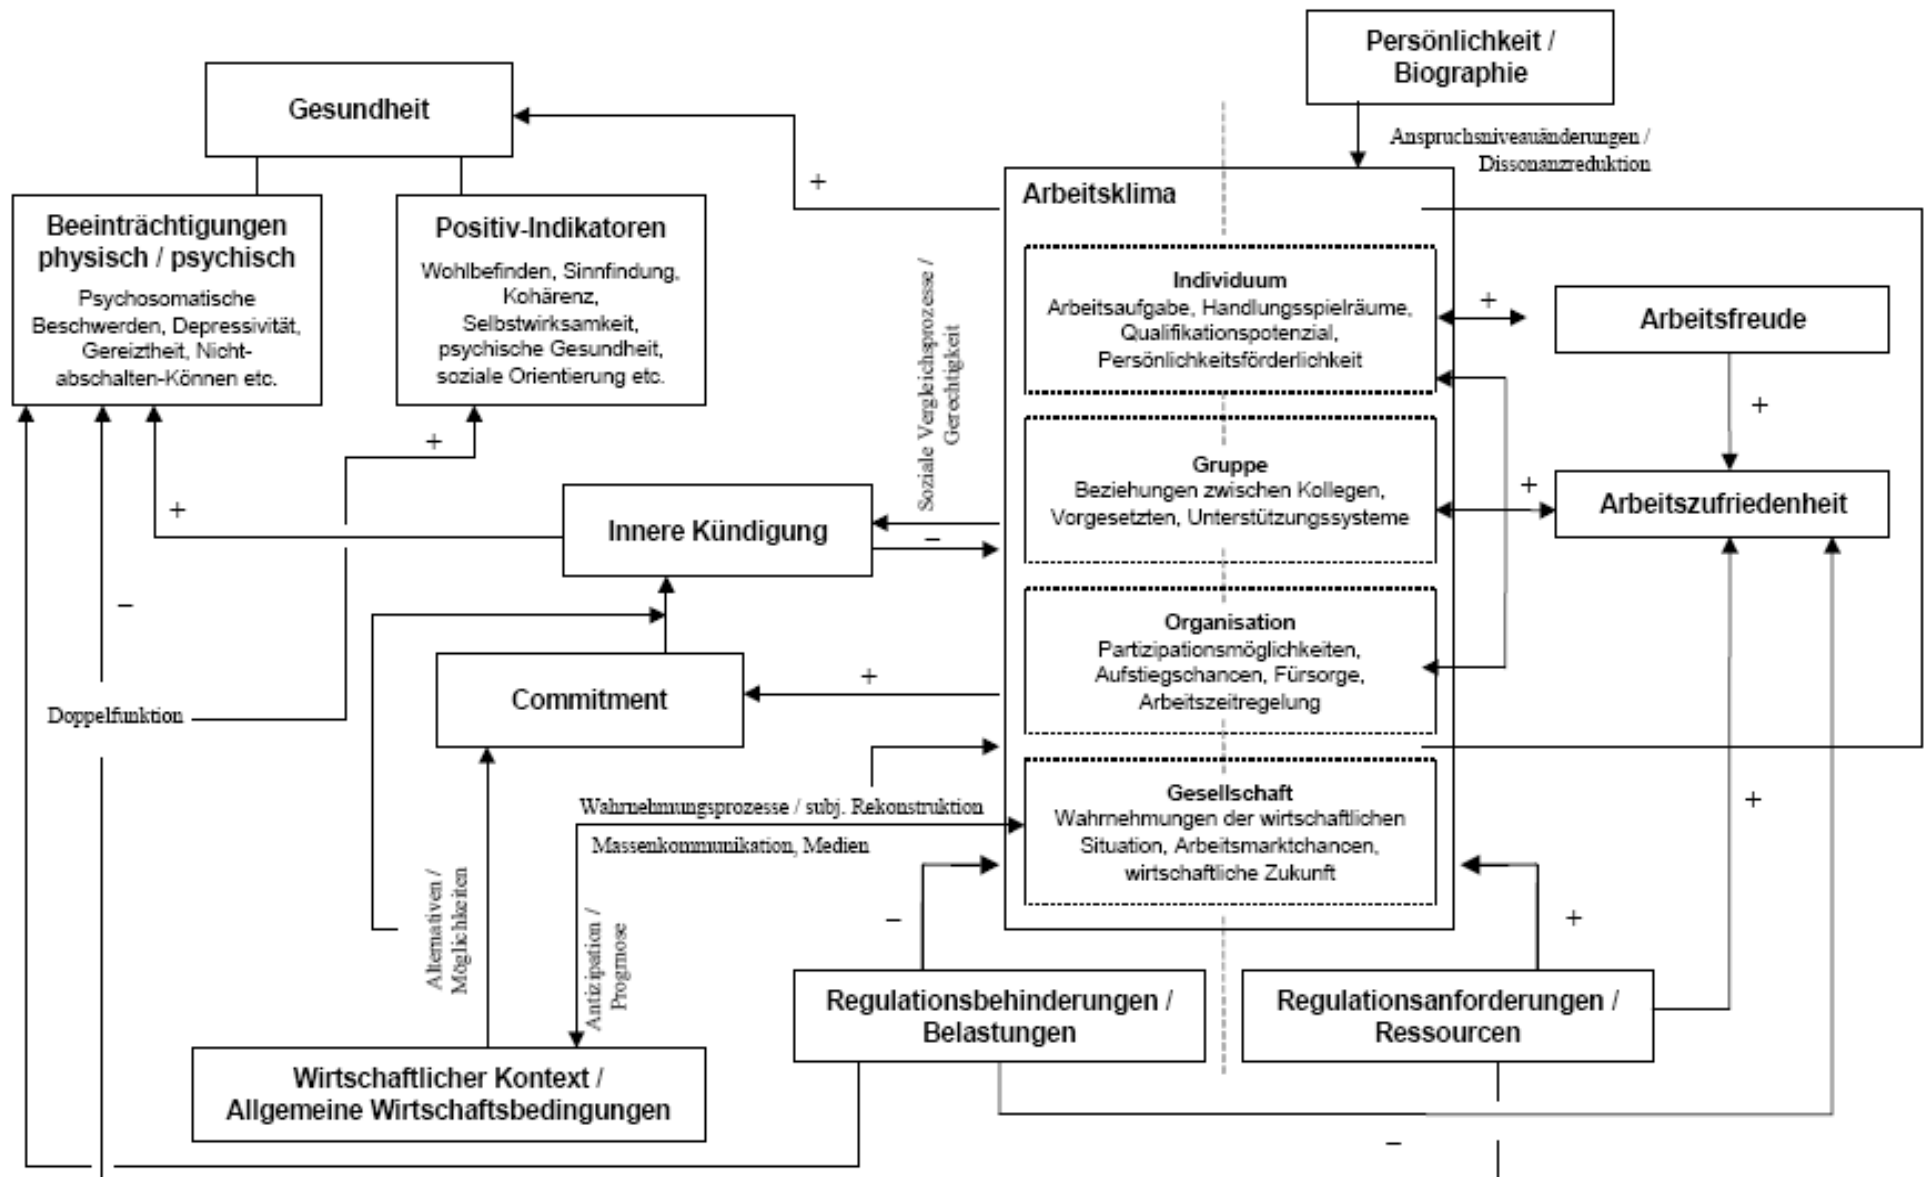 Persönlichkeit /
Biographie
Gesundheit
Anspruchsniveauänderungen /
Dissonanzreduktion
+
Arbeitsklima
Beeinträchtigungen
physisch / psychisch
Psychosomatische
Beschwerden, Depressivität,
Gereiztheit, Nicht-
abschalten-Können etc.
Positiv-Indikatoren
Wohlbefinden, Sinnfindung,
Kohärenz,
Selbstwirksamkeit,
psychische Gesundheit,
soziale Orientierung etc.
Soziale Vergleichsprozesse /
Gerechtigkeit
Individuum
Arbeitsaufgabe, Handlungsspielräume,
Qualifikationspotenzial,
Persönlichkeitsförderlichkeit
+
Arbeitsfreude
+
+
Gruppe
Beziehungen zwischen Kollegen,
Vorgesetzten, Unterstützungssysteme
+
Arbeitszufriedenheit
+
Innere Kündigung
–
–
Organisation
Partizipationsmöglichkeiten,
Aufstiegschancen, Fürsorge,
Arbeitszeitregelung
Commitment
+
Doppelfunktion
Wahrnehmungsprozesse / subj. Rekonstruktion
Massenkommunikation, Medien
Gesellschaft
Wahrnehmungen der wirtschaftlichen
Situation, Arbeitsmarktchancen,
wirtschaftliche Zukunft
+
Alternativen /
Möglichkeiten
Antizipation /
Prognose
–
+
Regulationsbehinderungen /
Belastungen
Regulationsanforderungen /
Ressourcen
Wirtschaftlicher Kontext /
Allgemeine Wirtschaftsbedingungen
–